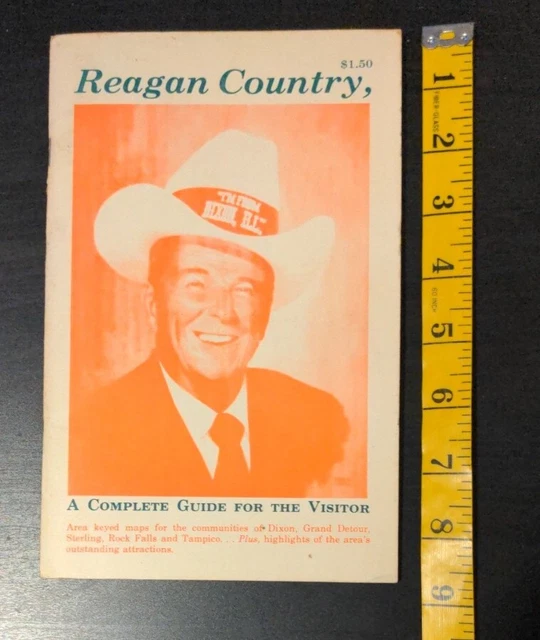 $1.50
Reagan Country,
"I'M FROM
DIXON, ILL."
A Complete Guide for the Visitor
Area keyed maps for the communities of Dixon, Grand Detour,
Sterling, Rock Falls and Tampico. . . Plus, highlights of the area's
outstanding attractions.
1
2
3
4
5
6
7
8
9